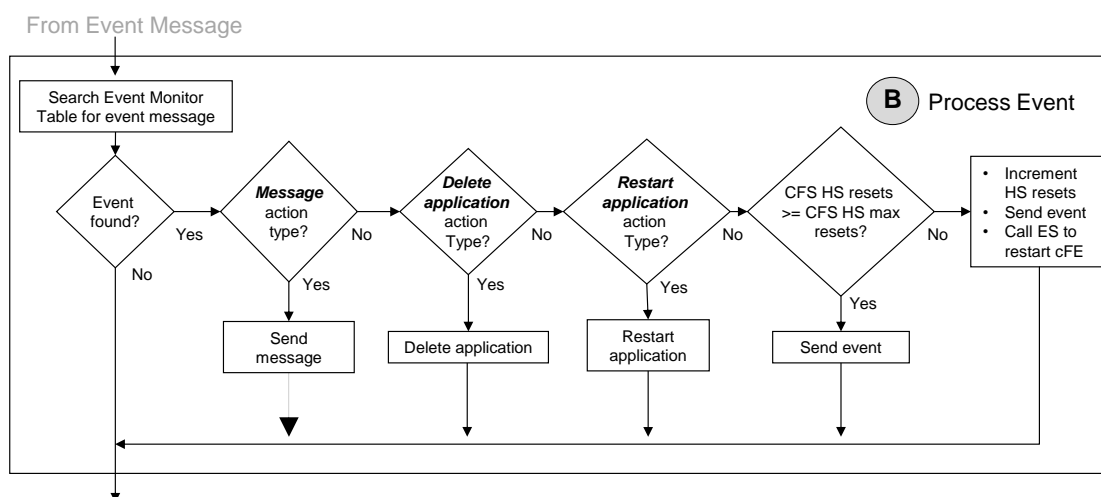 From Event Message
B Process Event
Search Event Monitor
Table for event message
Event
found?
Yes
No
Message
action
type?
No
Yes
Send
message
Delete
application
action
Type?
No
Yes
Delete application
Restart
application
action
Type?
No
Yes
Restart
application
CFS HS resets
>= CFS HS max
resets?
No
Yes
Send event
• Increment
HS resets
• Send event
• Call ES to
restart cFE